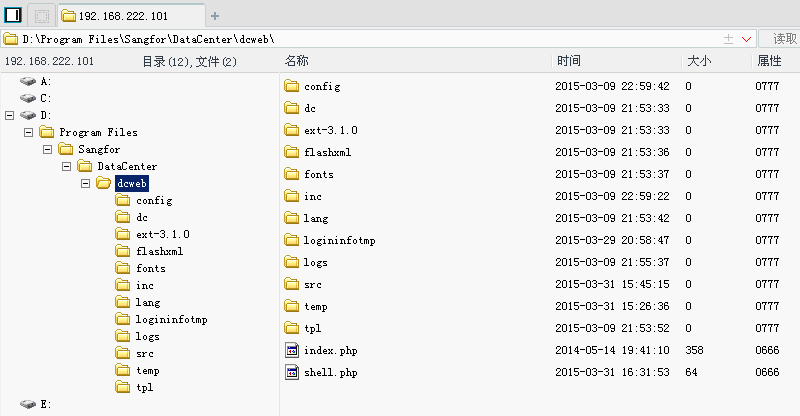 192.168.222.101
D:\Program Files\Sangfor\DataCenter\dcweb\ 读取
192.168.222.101 目录(12),文件(2) 名称 时间 大小 属性
A:
C:
D:
Program Files
Sangfor
DataCenter
dcweb
config
dc
ext-3.1.0
flashxml
fonts
inc
lang
logininfotmp
logs
src
temp
tpl
E:
config 2015-03-09 22:59:42 0 0777
dc 2015-03-09 21:53:33 0 0777
ext-3.1.0 2015-03-09 21:53:33 0 0777
flashxml 2015-03-09 21:53:36 0 0777
fonts 2015-03-09 21:53:37 0 0777
inc 2015-03-09 22:59:22 0 0777
lang 2015-03-09 21:53:42 0 0777
logininfotmp 2015-03-29 20:58:47 0 0777
logs 2015-03-09 21:55:37 0 0777
src 2015-03-31 15:45:15 0 0777
temp 2015-03-31 15:26:36 0 0777
tpl 2015-03-09 21:53:52 0 0777
index.php 2014-05-14 19:41:10 358 0666
shell.php 2015-03-31 16:31:53 64 0666